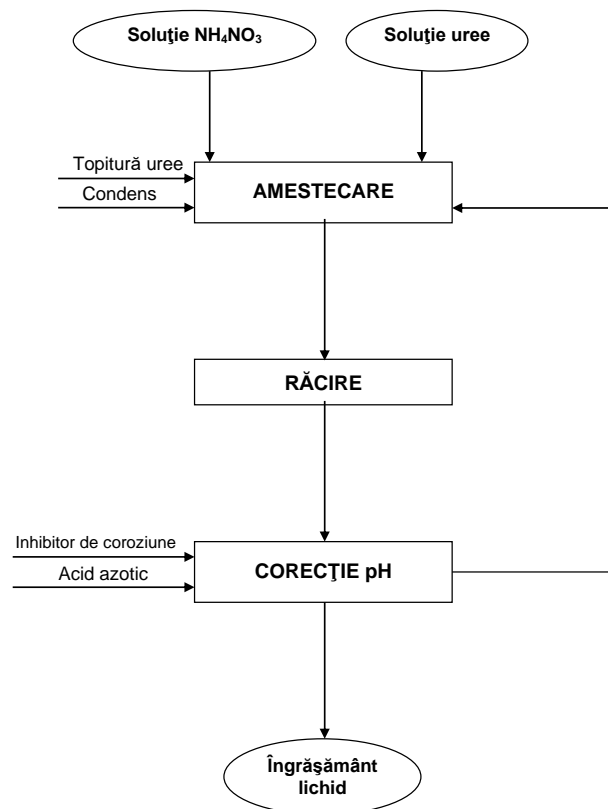 Soluţie NH₄NO₃
Soluţie uree
Topitură uree
Condens
AMESTECARE
RĂCIRE
Inhibitor de coroziune
Acid azotic
CORECŢIE pH
Îngrăşământ
lichid